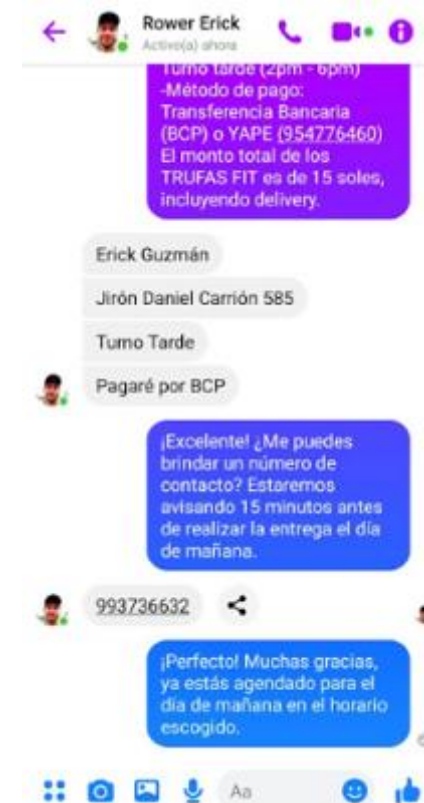 Rower Erick
Activo(a) ahora
Turno tarde (2pm - 6pm)
-Método de pago:
Transferencia Bancaria
(BCP) o YAPE (954776460)
El monto total de los
TRUFAS FIT es de 15 soles,
incluyendo delivery.
Erick Guzmán
Jirón Daniel Carrión 585
Turno Tarde
Pagaré por BCP
¡Excelente! ¿Me puedes
brindar un número de
contacto? Estaremos
avisando 15 minutos antes
de realizar la entrega el día
de mañana.
993736632
¡Perfecto! Muchas gracias,
ya estás agendado para el
día de mañana en el horario
escogido.
Aa